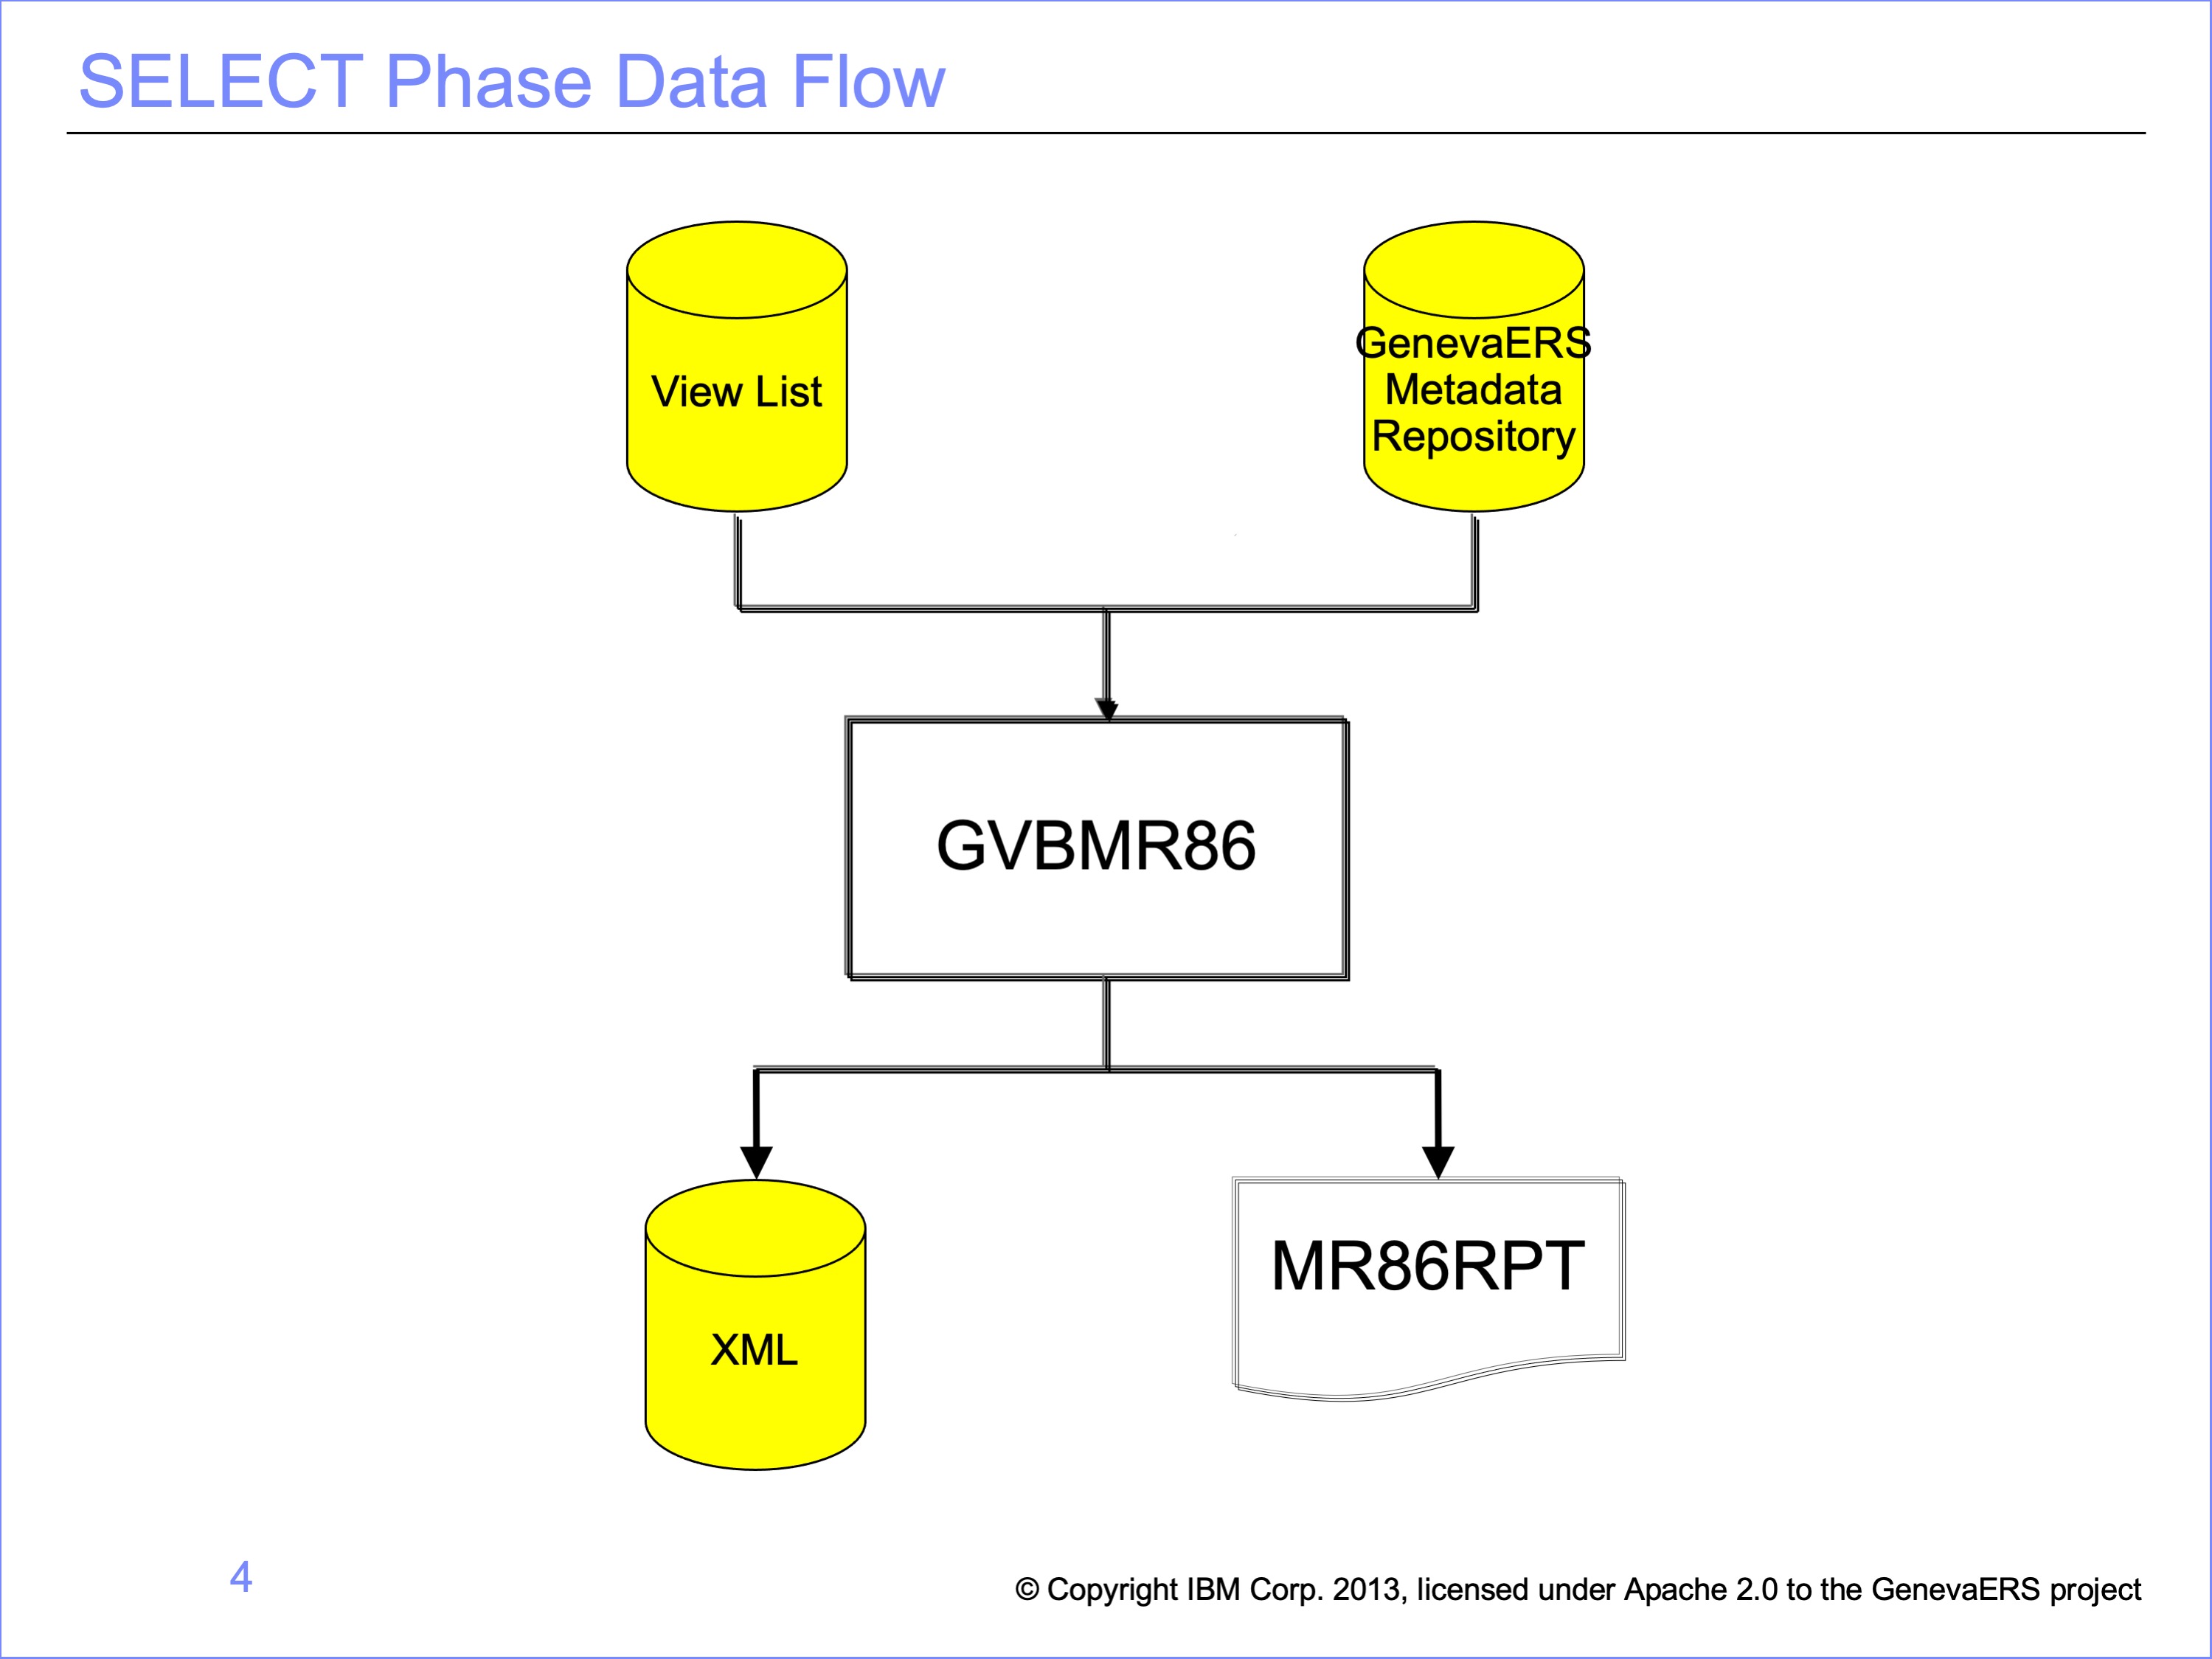 SELECT Phase Data Flow
View List
GenevaERS
Metadata
Repository
GVBMR86
XML
MR86RPT
4
© Copyright IBM Corp. 2013, licensed under Apache 2.0 to the GenevaERS project